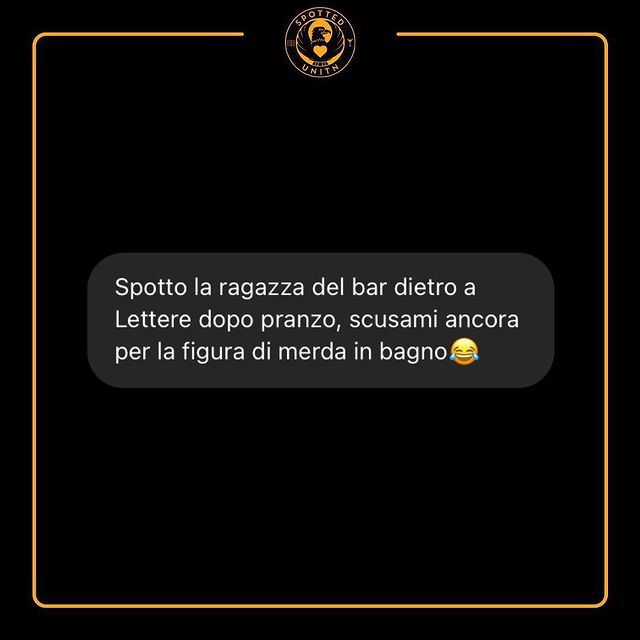 SPOTTED
UNITN
Spotto la ragazza del bar dietro a
Lettere dopo pranzo, scusami ancora
per la figura di merda in bagno😂